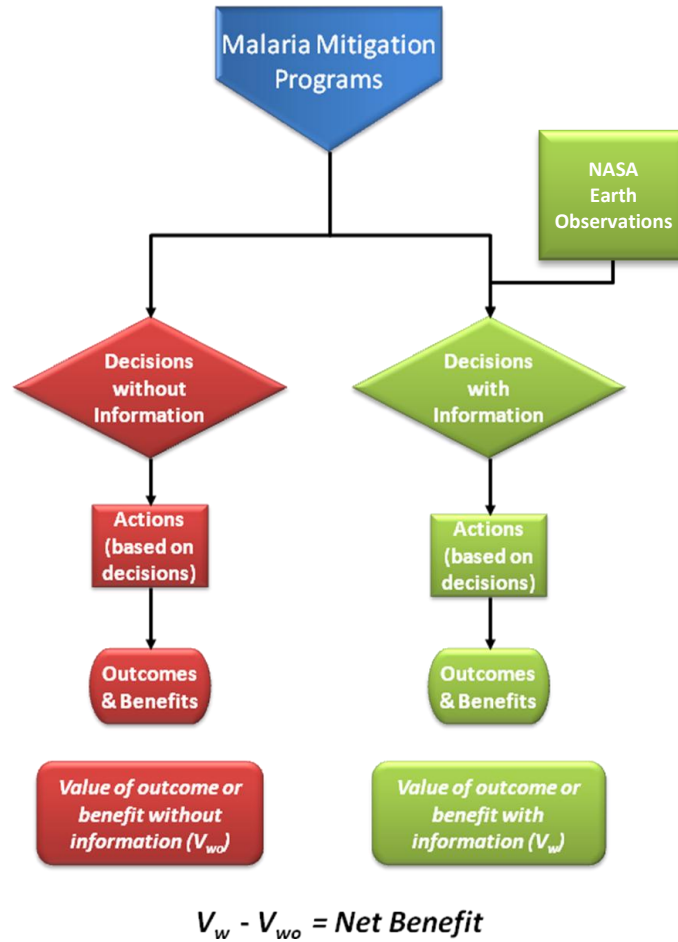 Malaria Mitigation
Programs
NASA
Earth
Observations
Decisions
without
Information
Decisions
with
Information
Actions
(based on
decisions)
Actions
(based on
decisions)
Outcomes
& Benefits
Outcomes
& Benefits
Value of outcome or
benefit without
information (Vwo)
Value of outcome or
benefit with
information (Vw)
Vw - Vwo = Net Benefit